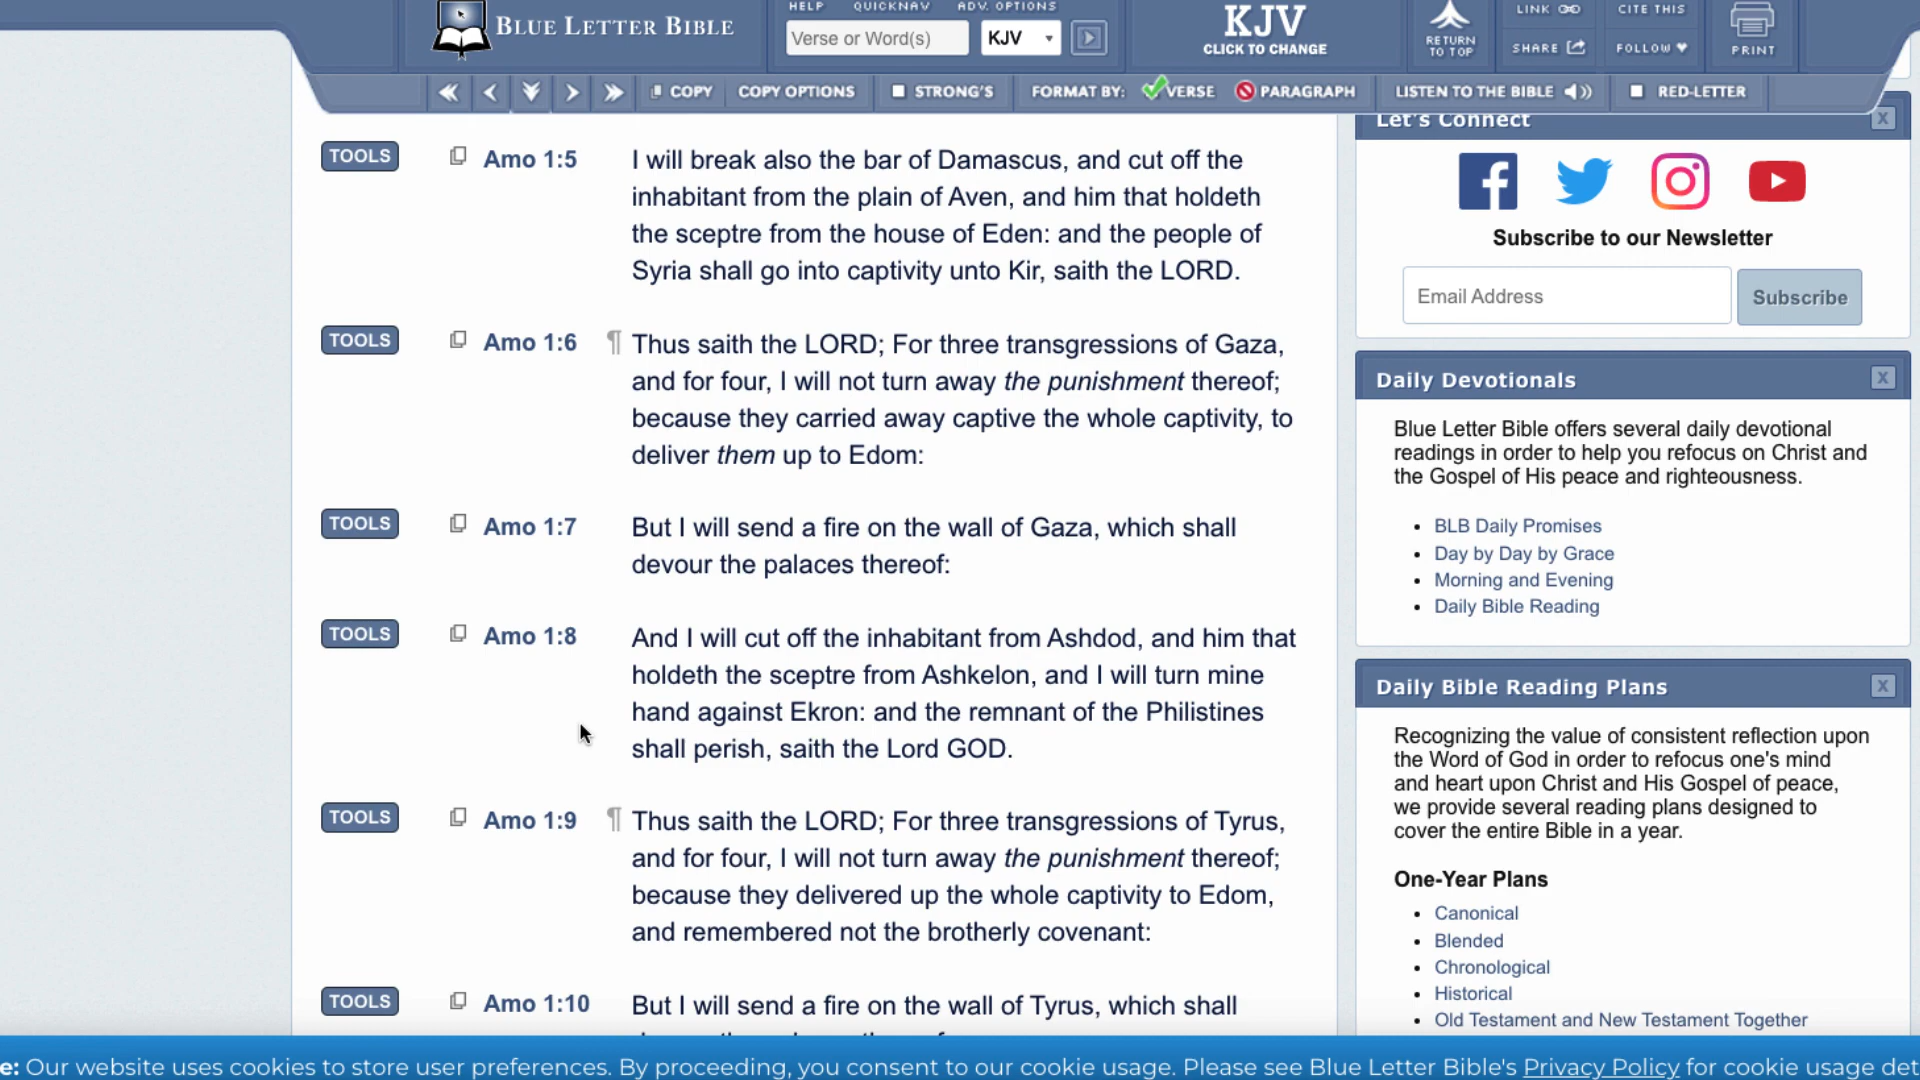 BLUE LETTER BIBLE
HELP QUICKNAV ADV. OPTIONS
Verse or Word(s)
KJV
KJV
CLICK TO CHANGE
RETURN
TO TOP
LINK
CITE THIS
SHARE
FOLLOW
PRINT
COPY
COPY OPTIONS
STRONG'S
FORMAT BY: VERSE PARAGRAPH
LISTEN TO THE BIBLE
RED-LETTER
TOOLS Amo 1:5 I will break also the bar of Damascus, and cut off the
inhabitant from the plain of Aven, and him that holdeth
the sceptre from the house of Eden: and the people of
Syria shall go into captivity unto Kir, saith the LORD.
TOOLS Amo 1:6 ¶ Thus saith the LORD; For three transgressions of Gaza,
and for four, I will not turn away the punishment thereof;
because they carried away captive the whole captivity, to
deliver them up to Edom:
TOOLS Amo 1:7 But I will send a fire on the wall of Gaza, which shall
devour the palaces thereof:
TOOLS Amo 1:8 And I will cut off the inhabitant from Ashdod, and him that
holdeth the sceptre from Ashkelon, and I will turn mine
hand against Ekron: and the remnant of the Philistines
shall perish, saith the Lord GOD.
TOOLS Amo 1:9 ¶ Thus saith the LORD; For three transgressions of Tyrus,
and for four, I will not turn away the punishment thereof;
because they delivered up the whole captivity to Edom,
and remembered not the brotherly covenant:
TOOLS Amo 1:10 But I will send a fire on the wall of Tyrus, which shall
Let's Connect
X
Subscribe to our Newsletter
Email Address
Subscribe
Daily Devotionals
X
Blue Letter Bible offers several daily devotional
readings in order to help you refocus on Christ and
the Gospel of His peace and righteousness.
• BLB Daily Promises
• Day by Day by Grace
• Morning and Evening
• Daily Bible Reading
Daily Bible Reading Plans
X
Recognizing the value of consistent reflection upon
the Word of God in order to refocus one's mind
and heart upon Christ and His Gospel of peace,
we provide several reading plans designed to
cover the entire Bible in a year.
One-Year Plans
• Canonical
• Blended
• Chronological
• Historical
• Old Testament and New Testament Together
e: Our website uses cookies to store user preferences. By proceeding, you consent to our cookie usage. Please see Blue Letter Bible's Privacy Policy for cookie usage det